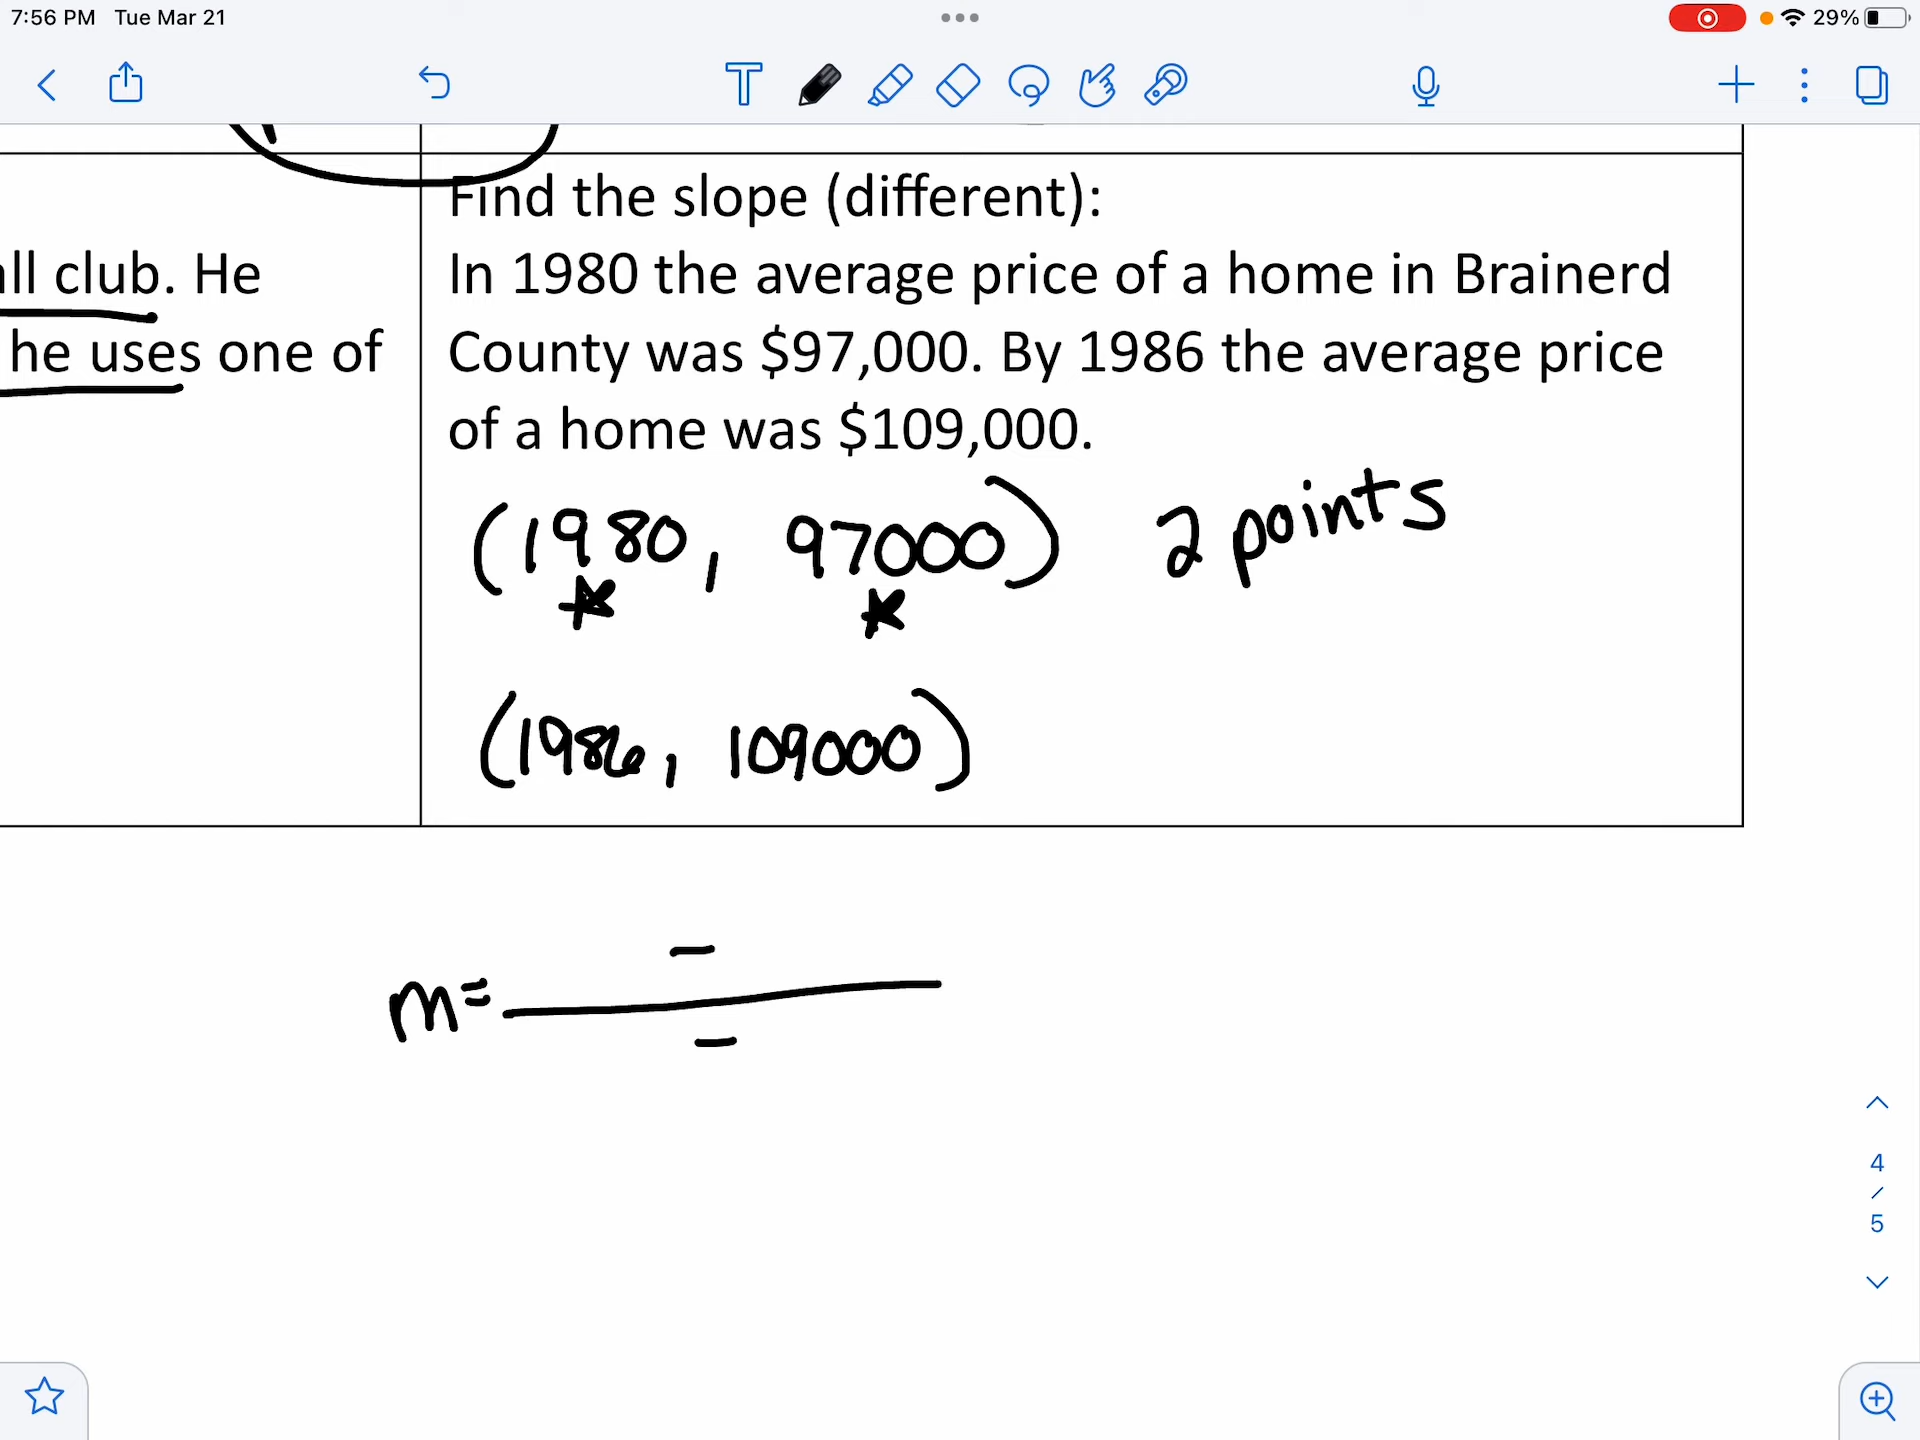 7:56 PM Tue Mar 21
29%
T
Find the slope (different):
all club. He
In 1980 the average price of a home in Brainerd
he uses one of
County was $97,000. By 1986 the average price
of a home was $109,000.
(1980, 97000) 2 points
(1986, 109000)
m= - / -
4
/
5